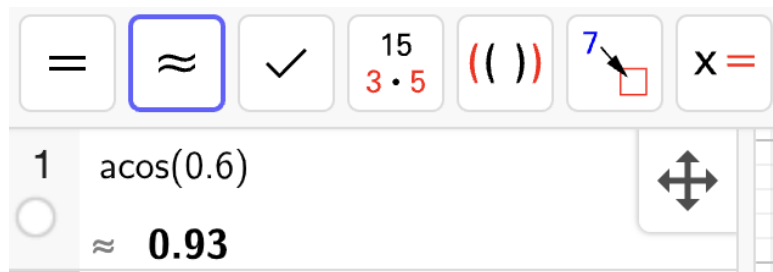 = ≈ ✓ 15 (( )) 7 x =
3 · 5
1 acos(0.6)
≈ 0.93